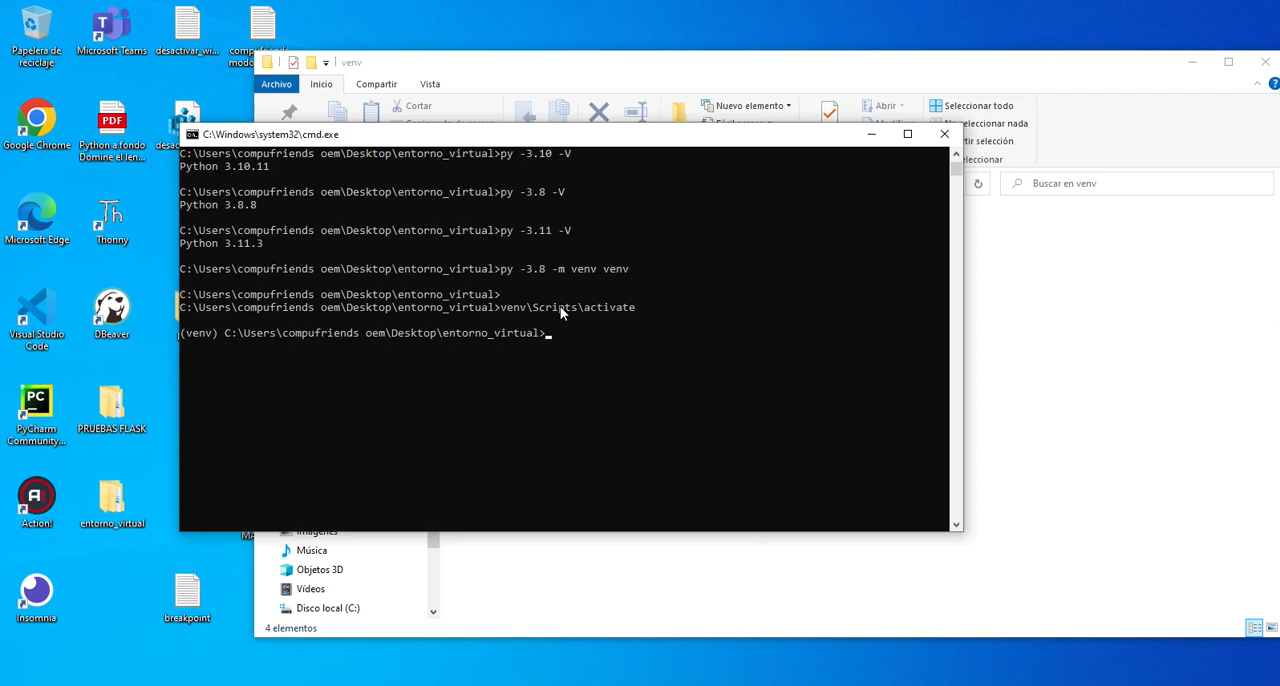 Papelera de
reciclaje
Microsoft Teams
desactivar_wi...
compufriends
modo
Google Chrome
Python a fondo
Domine el len...
desac
Microsoft Edge
Thonny
Visual Studio
Code
DBeaver
PyCharm
Community...
PRUEBAS FLASK
Action!
entorno_virtual
Insomnia
breakpoint
venv
Archivo
Inicio
Compartir
Vista
Cortar
Nuevo elemento
Abrir
Seleccionar todo
No seleccionar nada
Buscar en venv
C:\Windows\system32\cmd.exe
C:\Users\compufriends oem\Desktop\entorno_virtual>py -3.10 -V
Python 3.10.11
C:\Users\compufriends oem\Desktop\entorno_virtual>py -3.8 -V
Python 3.8.8
C:\Users\compufriends oem\Desktop\entorno_virtual>py -3.11 -V
Python 3.11.3
C:\Users\compufriends oem\Desktop\entorno_virtual>py -3.8 -m venv venv
C:\Users\compufriends oem\Desktop\entorno_virtual>
C:\Users\compufriends oem\Desktop\entorno_virtual>venv\Scripts\activate
(venv) C:\Users\compufriends oem\Desktop\entorno_virtual>
Música
Objetos 3D
Vídeos
Disco local (C:)
4 elementos